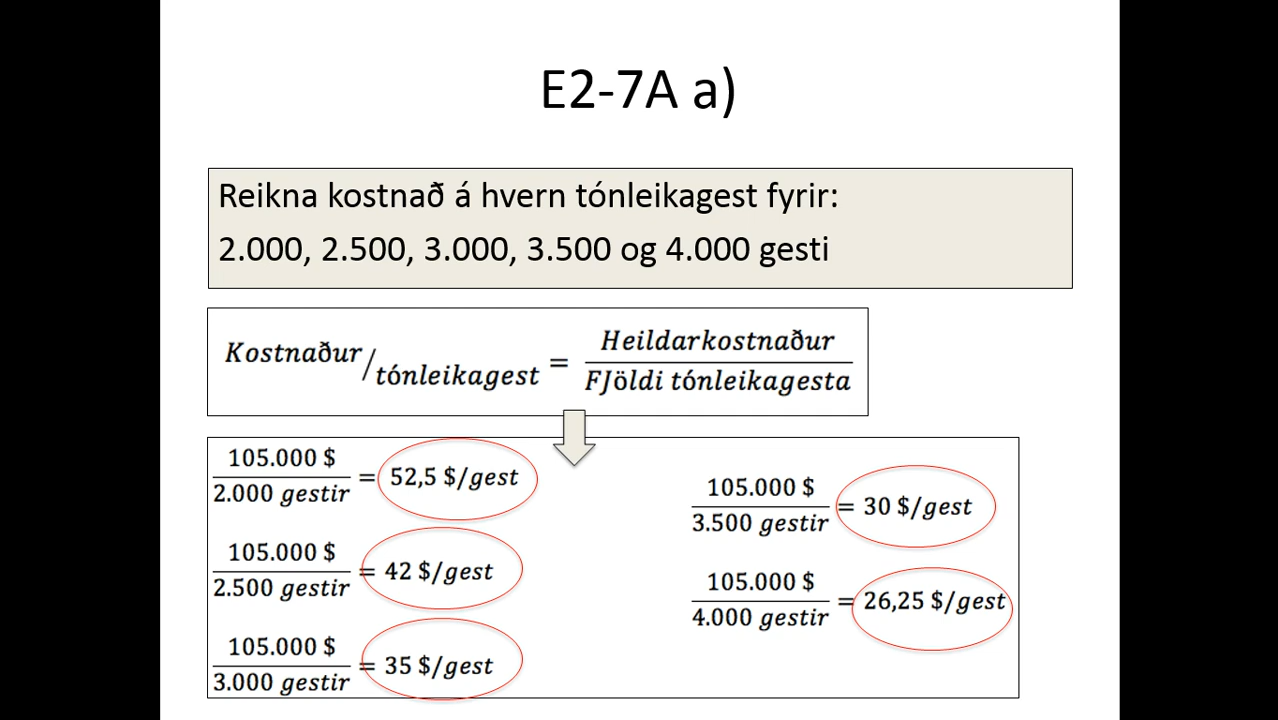 E2-7A a)
Reikna kostnað á hvern tónleikagest fyrir:
2.000, 2.500, 3.000, 3.500 og 4.000 gesti
Kostnaður/tónleikagest = Heildarkostnaður
FJöldi tónleikagesta
105.000 $
2.000 gestir = 52,5 $/gest
105.000 $
2.500 gestir = 42 $/gest
105.000 $
3.000 gestir = 35 $/gest
105.000 $
3.500 gestir = 30 $/gest
105.000 $
4.000 gestir = 26,25 $/gest